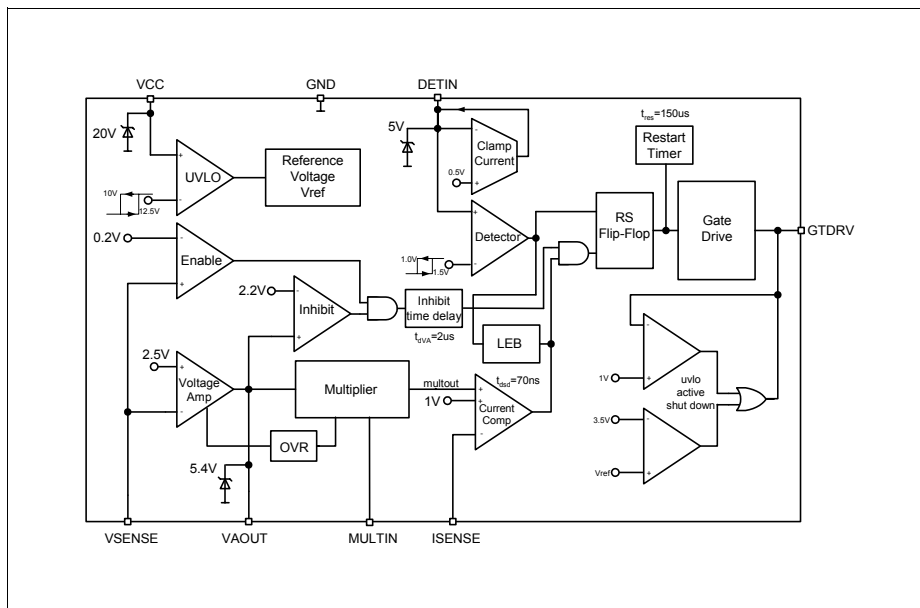 VCC
GND
DETIN
20V
5V
t_res=150us
Restart
Timer
Clamp
Current
0.5V
UVLO
Reference
Voltage
Vref
10V
12.5V
RS
Flip-Flop
Gate
Drive
GTDRV
Detector
1.0V
1.5V
0.2V
Enable
2.2V
Inhibit
Inhibit
time delay
t_dVA=2us
LEB
2.5V
Voltage
Amp
Multiplier
multout
1V
t_dsd=70ns
Current
Comp
OVR
5.4V
1V
uvlo
active
shut down
3.5V
Vref
VSENSE
VAOUT
MULTIN
ISENSE